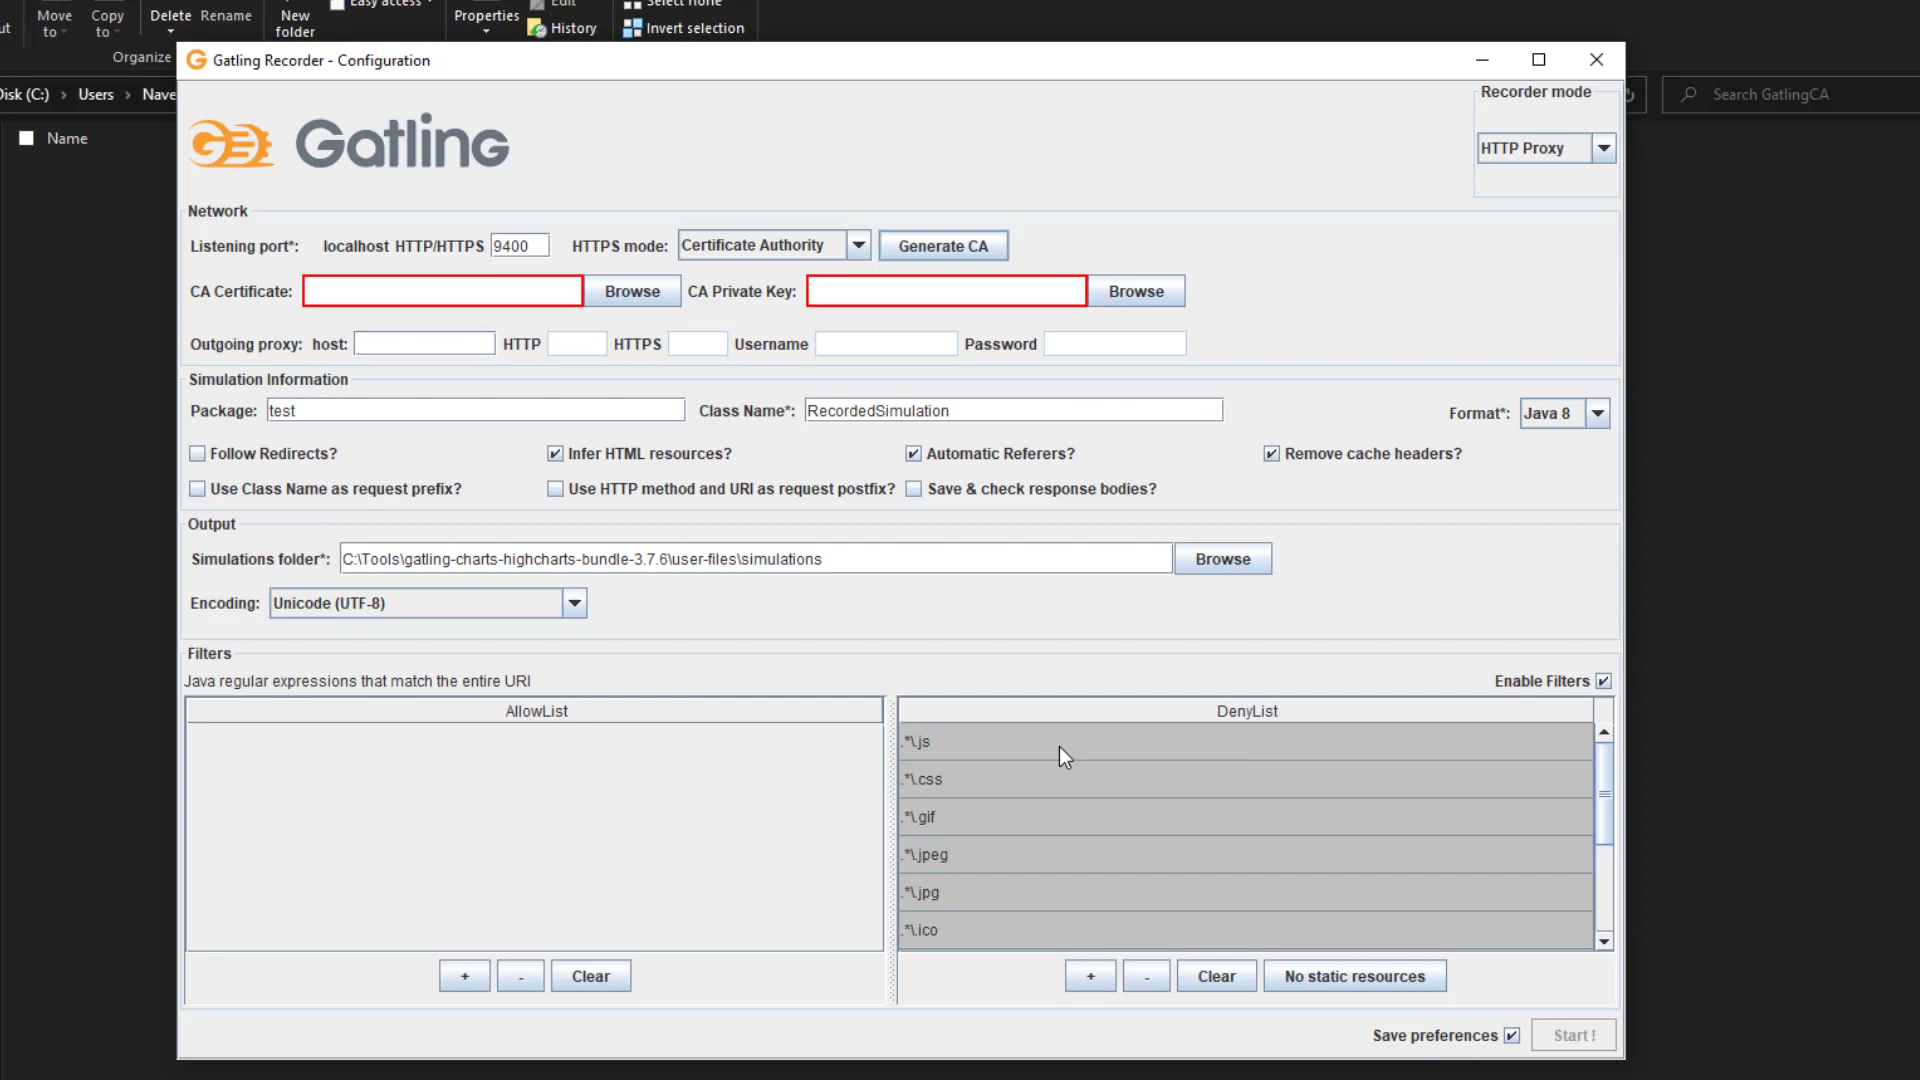 Easy access
Edit
Select none
Move to
Copy to
Delete
Rename
New folder
Properties
History
Invert selection
Organize
Disk (C:) > Users > Nave
Search GatlingCA
Name
Gatling Recorder - Configuration
Gatling
Recorder mode
HTTP Proxy
Network
Listening port*: localhost HTTP/HTTPS 9400 HTTPS mode: Certificate Authority Generate CA
CA Certificate: Browse CA Private Key: Browse
Outgoing proxy: host: HTTP HTTPS Username Password
Simulation Information
Package: test Class Name*: RecordedSimulation Format*: Java 8
Follow Redirects? Infer HTML resources? Automatic Referers? Remove cache headers?
Use Class Name as request prefix? Use HTTP method and URI as request postfix? Save & check response bodies?
Output
Simulations folder*: C:\Tools\gatling-charts-highcharts-bundle-3.7.6\user-files\simulations Browse
Encoding: Unicode (UTF-8)
Filters
Java regular expressions that match the entire URI Enable Filters
AllowList DenyList
.*\.js
.*\.css
.*\.gif
.*\.jpeg
.*\.jpg
.*\.ico
+ - Clear + - Clear No static resources
Save preferences Start !